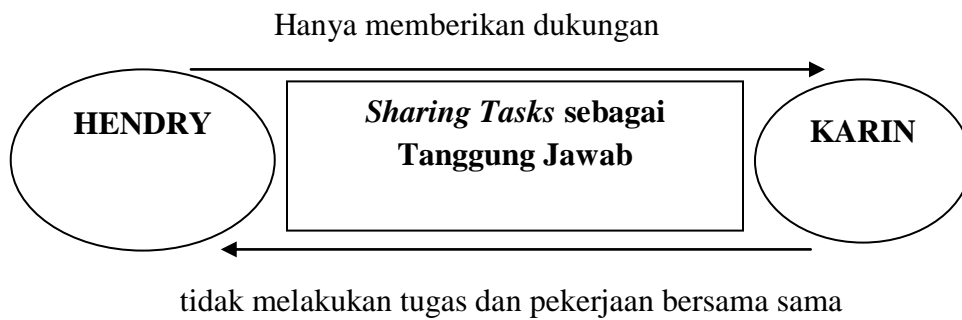 Hanya memberikan dukungan
HENDRY
Sharing Tasks sebagai
Tanggung Jawab
KARIN
tidak melakukan tugas dan pekerjaan bersama sama